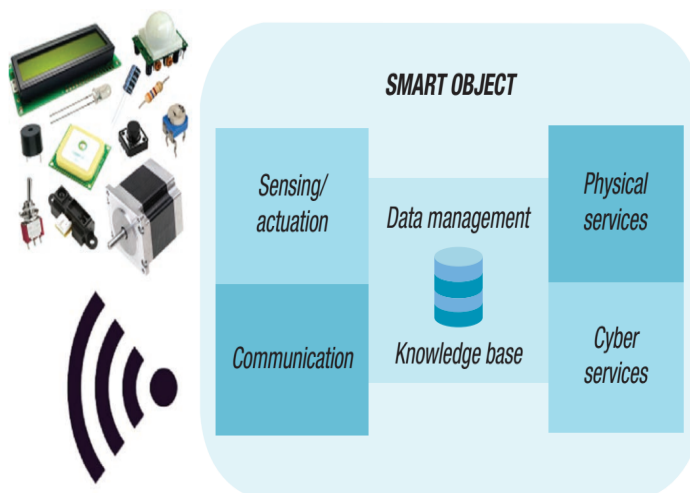 SMART OBJECT
Sensing/
actuation
Communication
Data management
Knowledge base
Physical
services
Cyber
services